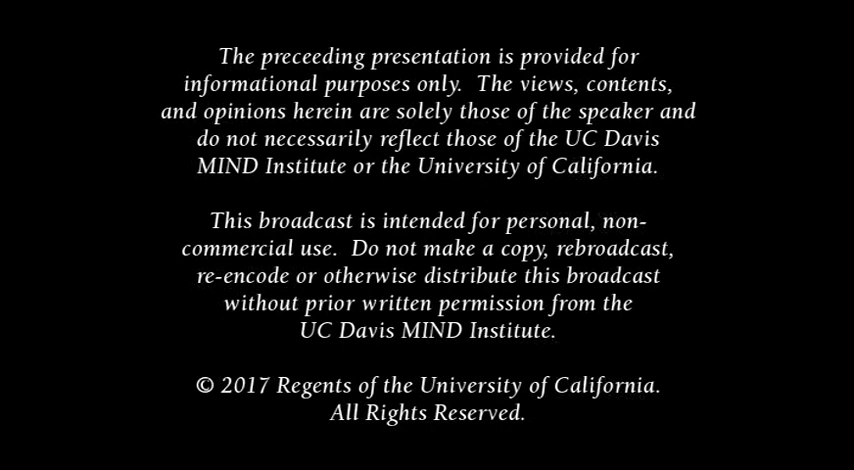 The preceeding presentation is provided for
informational purposes only.  The views, contents,
and opinions herein are solely those of the speaker and
do not necessarily reflect those of the UC Davis
MIND Institute or the University of California.
This broadcast is intended for personal, non-
commercial use.  Do not make a copy, rebroadcast,
re-encode or otherwise distribute this broadcast
without prior written permission from the
UC Davis MIND Institute.
© 2017 Regents of the University of California.
All Rights Reserved.